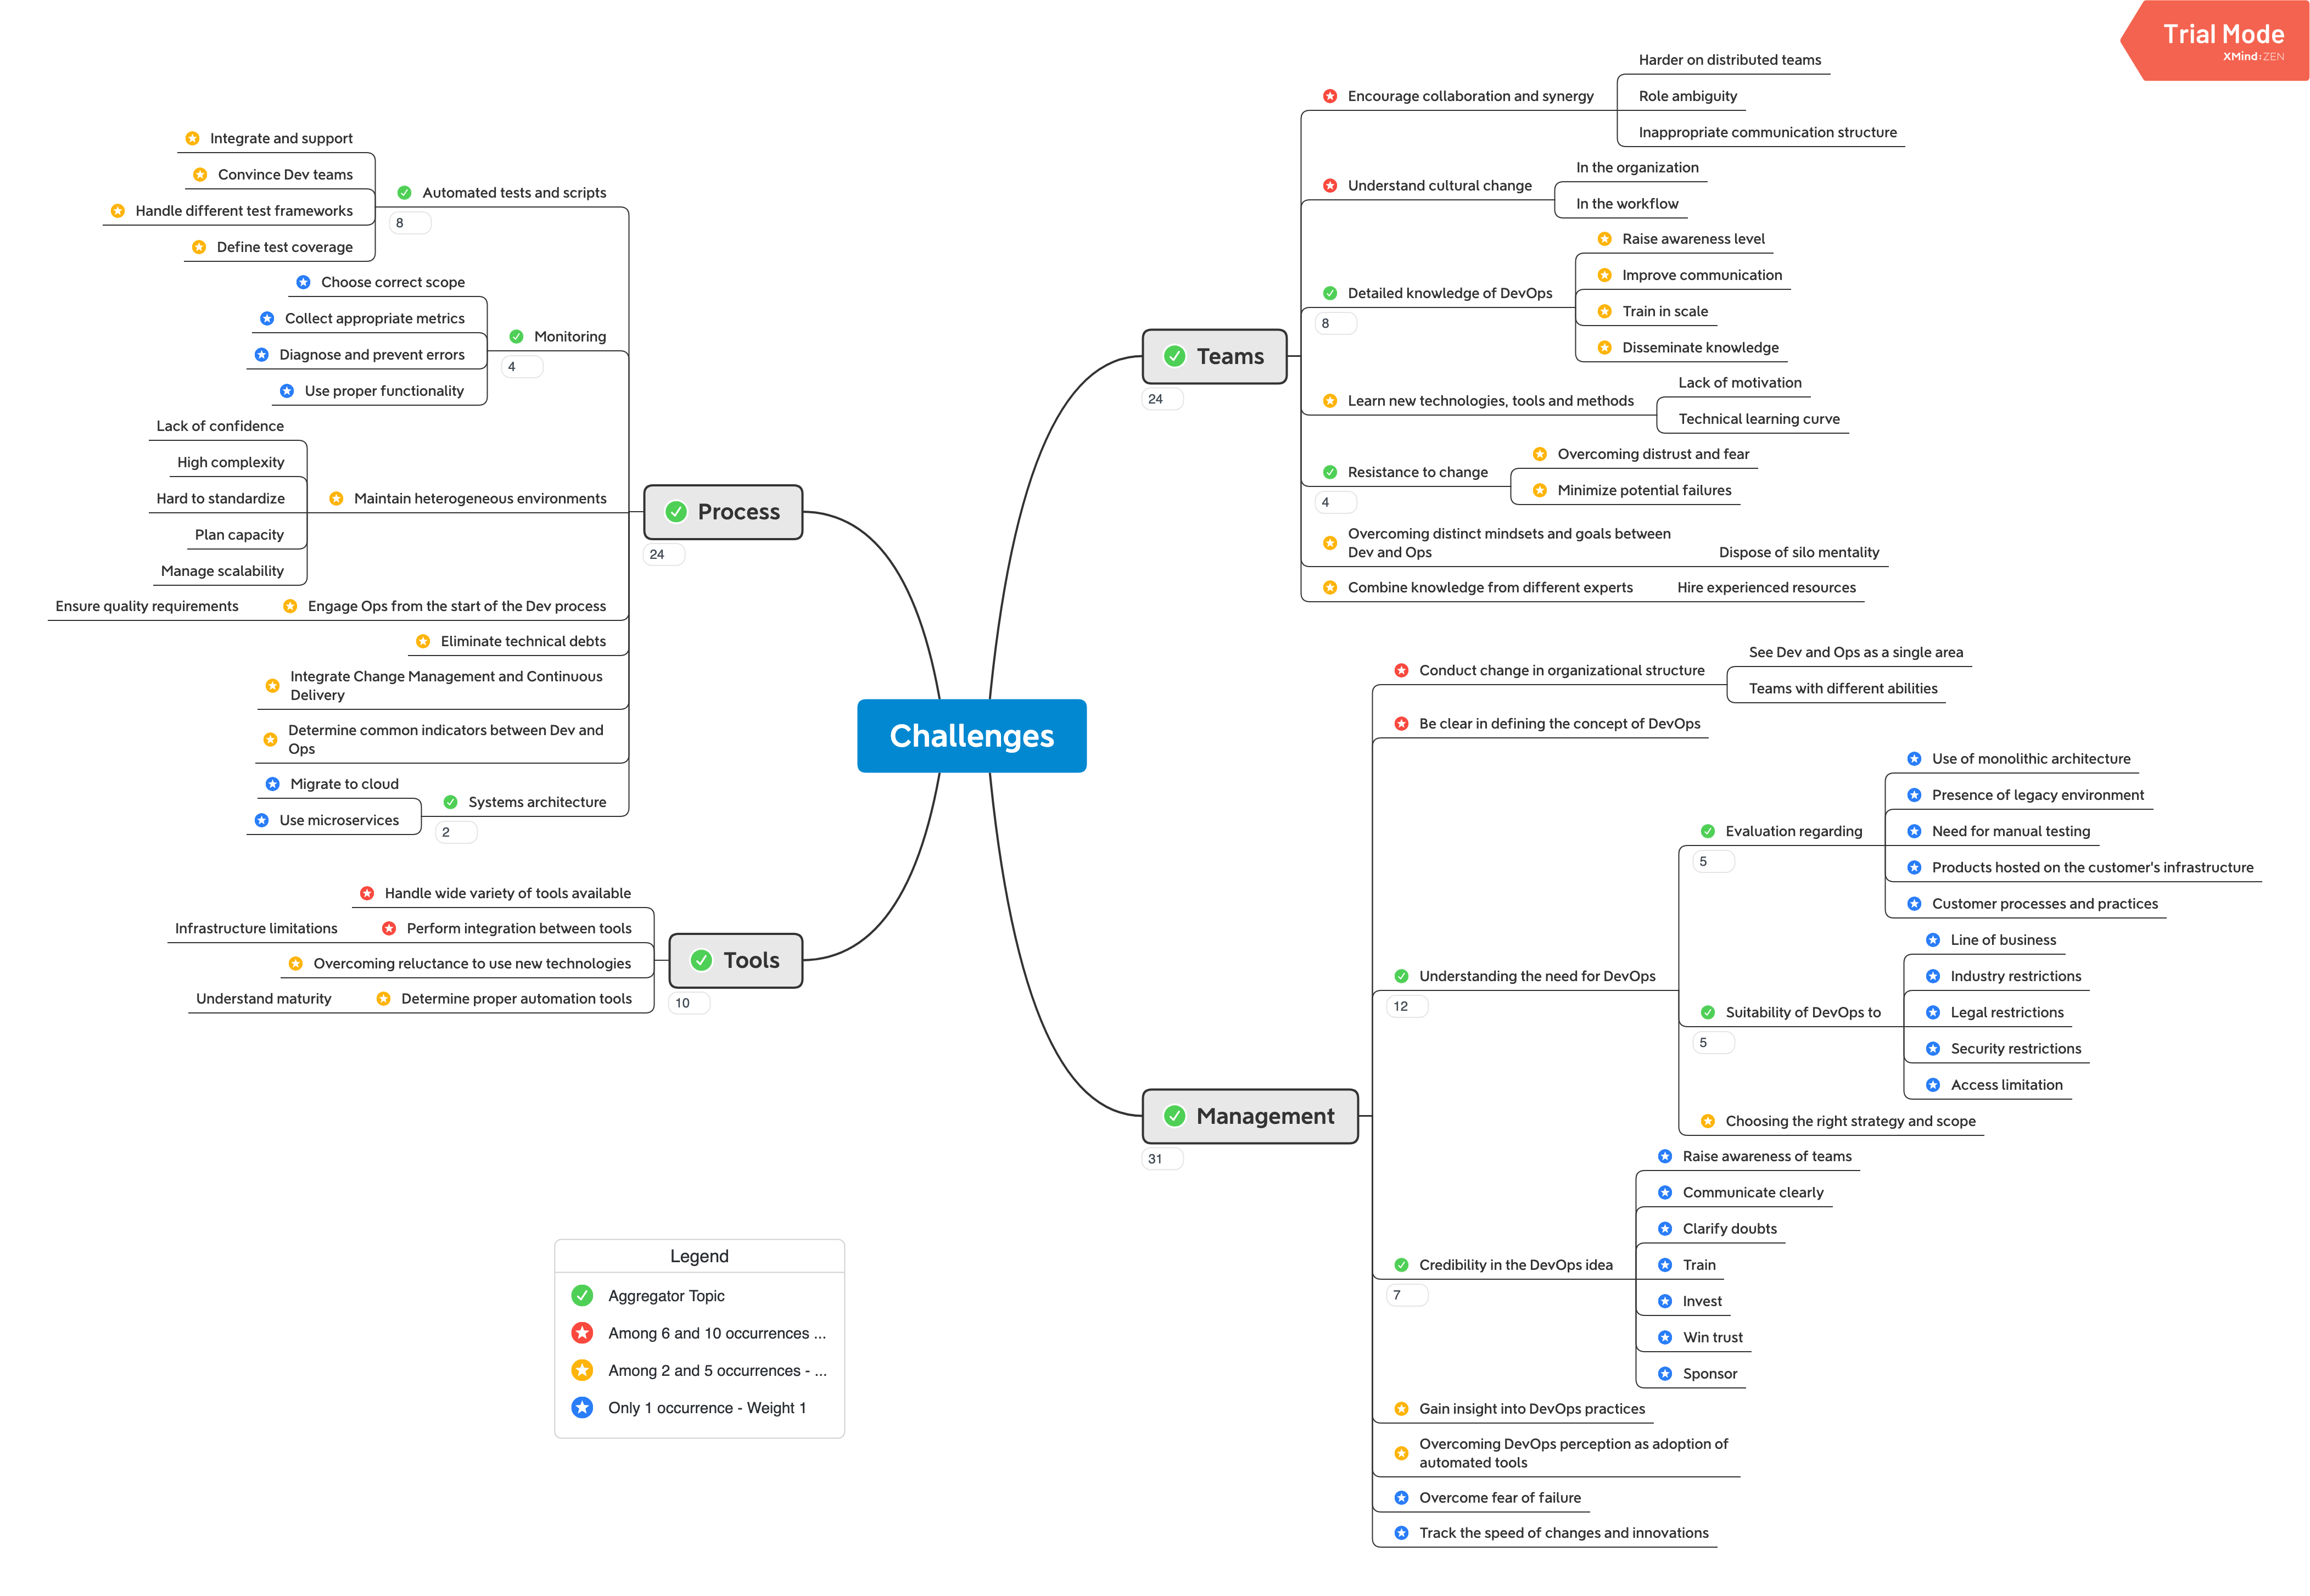 Trial Mode
XMind:ZEN
Challenges
Teams
24
Encourage collaboration and synergy
Harder on distributed teams
Role ambiguity
Inappropriate communication structure
Understand cultural change
In the organization
In the workflow
Detailed knowledge of DevOps
8
Raise awareness level
Improve communication
Train in scale
Disseminate knowledge
Learn new technologies, tools and methods
Lack of motivation
Technical learning curve
Resistance to change
4
Overcoming distrust and fear
Minimize potential failures
Overcoming distinct mindsets and goals between
Dev and Ops
Dispose of silo mentality
Combine knowledge from different experts
Hire experienced resources
Management
31
Conduct change in organizational structure
See Dev and Ops as a single area
Teams with different abilities
Be clear in defining the concept of DevOps
Understanding the need for DevOps
12
Evaluation regarding
5
Use of monolithic architecture
Presence of legacy environment
Need for manual testing
Products hosted on the customer's infrastructure
Customer processes and practices
Suitability of DevOps to
5
Line of business
Industry restrictions
Legal restrictions
Security restrictions
Access limitation
Choosing the right strategy and scope
Credibility in the DevOps idea
7
Raise awareness of teams
Communicate clearly
Clarify doubts
Train
Invest
Win trust
Sponsor
Gain insight into DevOps practices
Overcoming DevOps perception as adoption of
automated tools
Overcome fear of failure
Track the speed of changes and innovations
Process
24
Automated tests and scripts
8
Integrate and support
Convince Dev teams
Handle different test frameworks
Define test coverage
Monitoring
4
Choose correct scope
Collect appropriate metrics
Diagnose and prevent errors
Use proper functionality
Maintain heterogeneous environments
Lack of confidence
High complexity
Hard to standardize
Plan capacity
Manage scalability
Engage Ops from the start of the Dev process
Ensure quality requirements
Eliminate technical debts
Integrate Change Management and Continuous
Delivery
Determine common indicators between Dev and
Ops
Systems architecture
2
Migrate to cloud
Use microservices
Tools
10
Handle wide variety of tools available
Perform integration between tools
Infrastructure limitations
Overcoming reluctance to use new technologies
Determine proper automation tools
Understand maturity
Legend
Aggregator Topic
Among 6 and 10 occurrences ...
Among 2 and 5 occurrences - ...
Only 1 occurrence - Weight 1